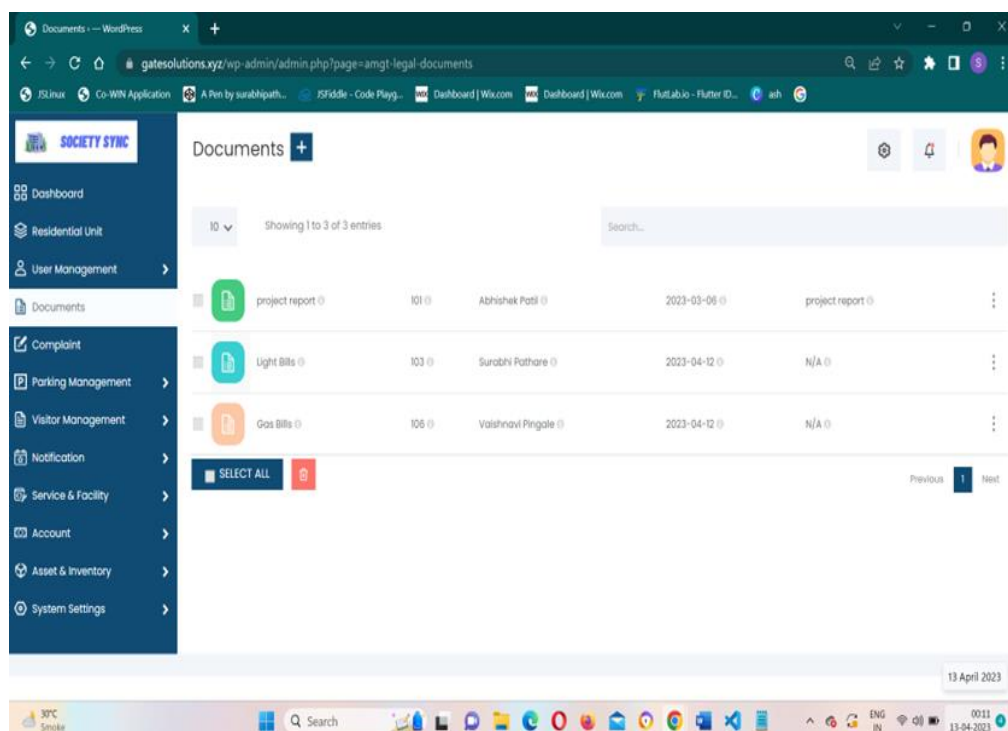 Documents ‹ — WordPress
gatesolutions.xyz/wp-admin/admin.php?page=amgt-legal-documents
JSLinux Co-WIN Application A Pen by surabhipath... JSFiddle - Code Playg... Dashboard | Wix.com Dashboard | Wix.com FlutLab.io - Flutter ID... ash
SOCIETY SYNC
Documents +
Dashboard
Residential Unit
User Management
Documents
Complaint
Parking Management
Visitor Management
Notification
Service & Facility
Account
Asset & Inventory
System Settings
10 Showing 1 to 3 of 3 entries Search...
project report 101 Abhishek Patil 2023-03-06 project report
Light Bills 103 Surabhi Pathare 2023-04-12 N/A
Gas Bills 106 Vaishnavi Pingale 2023-04-12 N/A
SELECT ALL
Previous 1 Next
13 April 2023
30°C
Smoke
Search
ENG
IN
0011
13-04-2023